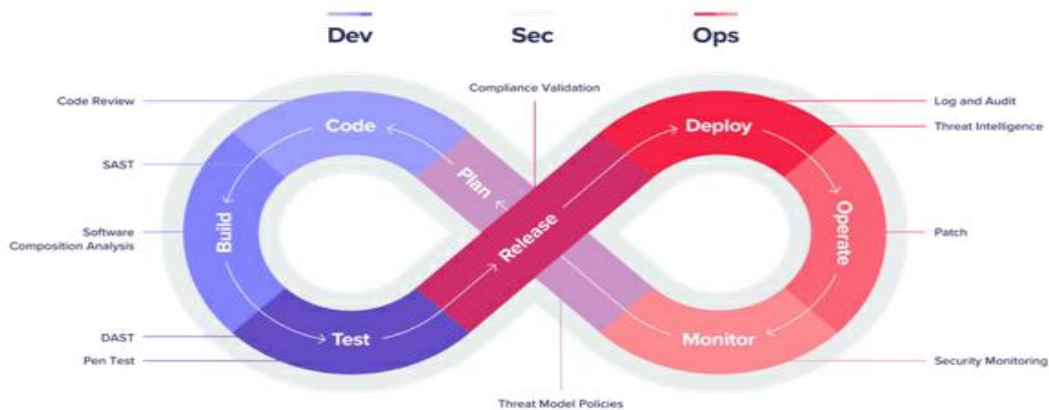 Dev
Sec
Ops
Compliance Validation
Code Review
Log and Audit
Code
Deploy
Threat Intelligence
SAST
Plan
Build
Release
Operate
Software
Composition Analysis
Patch
DAST
Test
Monitor
Pen Test
Security Monitoring
Threat Model Policies